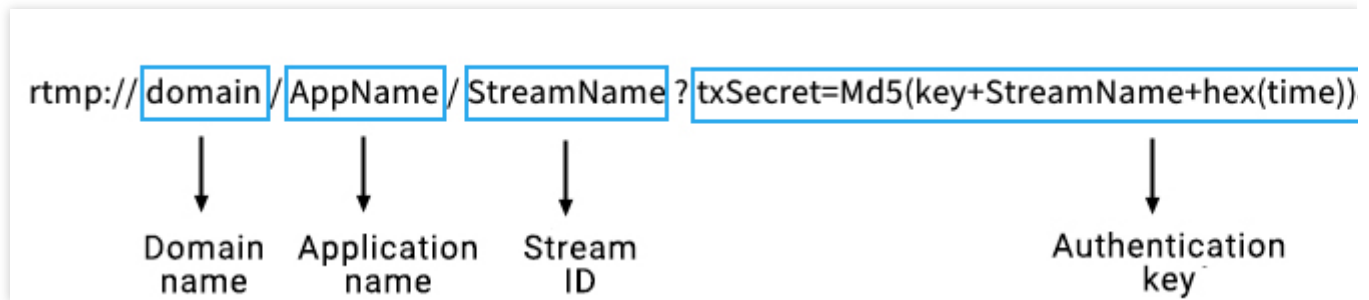 rtmp://domain/AppName/StreamName?txSecret=Md5(key+StreamName+hex(time))
Domain name
Application name
Stream ID
Authentication key